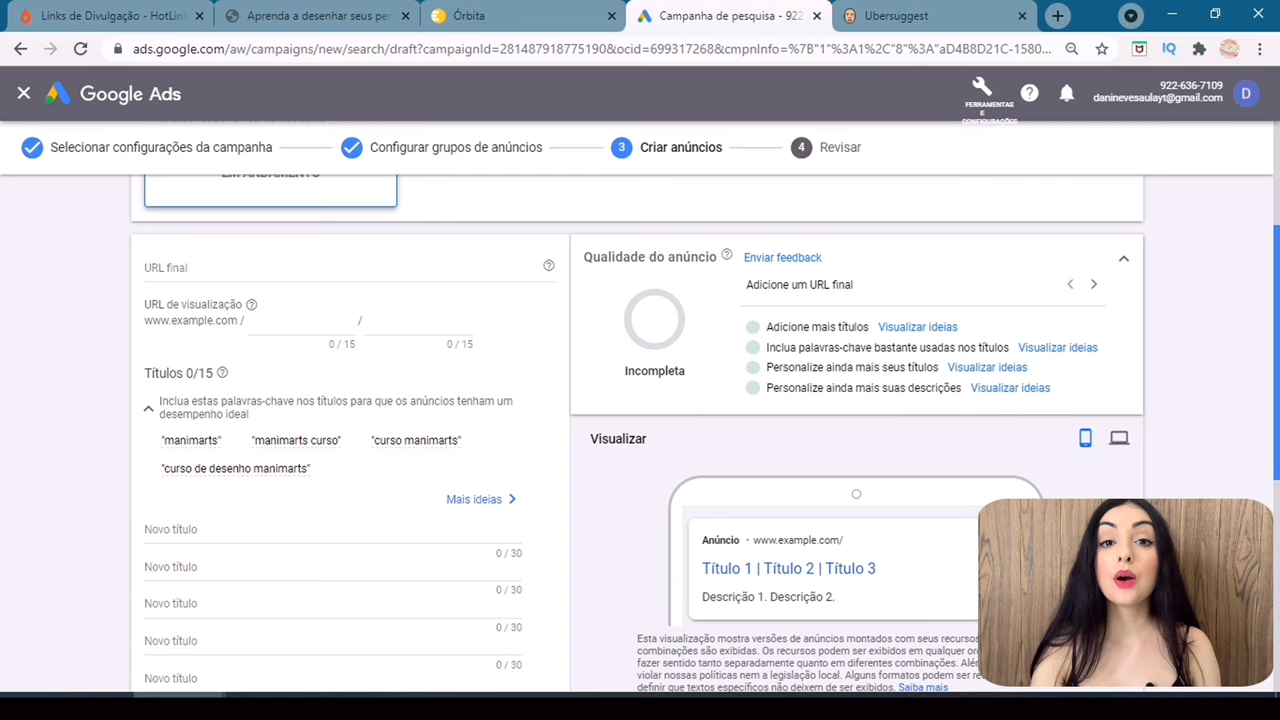 Links de Divulgação - HotLink
Aprenda a desenhar seus per
Órbita
Campanha de pesquisa - 922
Ubersuggest
ads.google.com/aw/campaigns/new/search/draft?campaignId=281487918775190&ocid=699317268&cmpnInfo=%7B"1"%3A1%2C"8"%3A"aD4B8D21C-1580...
Google Ads
FERRAMENTAS
E
CONFIGURAÇÕES
922-636-7109
daninevesaulayt@gmail.com
D
Selecionar configurações da campanha
Configurar grupos de anúncios
3 Criar anúncios
4 Revisar
EM ANDAMENTO
URL final
URL de visualização
www.example.com /
/
0 / 15
0 / 15
Títulos 0/15
Inclua estas palavras-chave nos títulos para que os anúncios tenham um
desempenho ideal
"manimarts" "manimarts curso" "curso manimarts"
"curso de desenho manimarts"
Mais ideias
Novo título
0 / 30
Novo título
0 / 30
Novo título
0 / 30
Novo título
0 / 30
Novo título
Qualidade do anúncio
Enviar feedback
Adicione um URL final
Incompleta
Adicione mais títulos Visualizar ideias
Inclua palavras-chave bastante usadas nos títulos Visualizar ideias
Personalize ainda mais seus títulos Visualizar ideias
Personalize ainda mais suas descrições Visualizar ideias
Visualizar
Anúncio · www.example.com/
Título 1 | Título 2 | Título 3
Descrição 1. Descrição 2.
Esta visualização mostra versões de anúncios montados com seus recursos
combinações são exibidas. Os recursos podem ser exibidos em qualquer or
fazer sentido tanto separadamente quanto em diferentes combinações. Alé
violar nossas políticas nem a legislação local. Alguns formatos podem ser re
definir que textos específicos não deixem de ser exibidos. Saiba mais